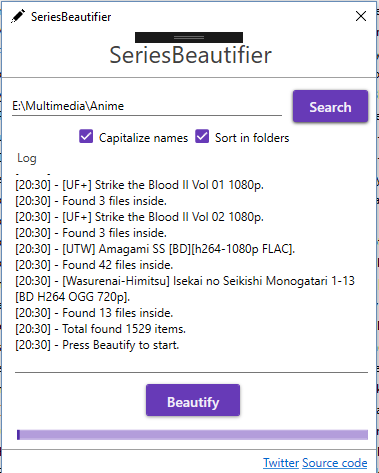 SeriesBeautifier
SeriesBeautifier
E:\Multimedia\Anime
Search
Capitalize names
Sort in folders
Log
[20:30] - [UF+] Strike the Blood II Vol 01 1080p.
[20:30] - Found 3 files inside.
[20:30] - [UF+] Strike the Blood II Vol 02 1080p.
[20:30] - Found 3 files inside.
[20:30] - [UTW] Amagami SS [BD][h264-1080p FLAC].
[20:30] - Found 42 files inside.
[20:30] - [Wasurenai-Himitsu] Isekai no Seikishi Monogatari 1-13
[BD H264 OGG 720p].
[20:30] - Found 13 files inside.
[20:30] - Total found 1529 items.
[20:30] - Press Beautify to start.
Beautify
Twitter Source code